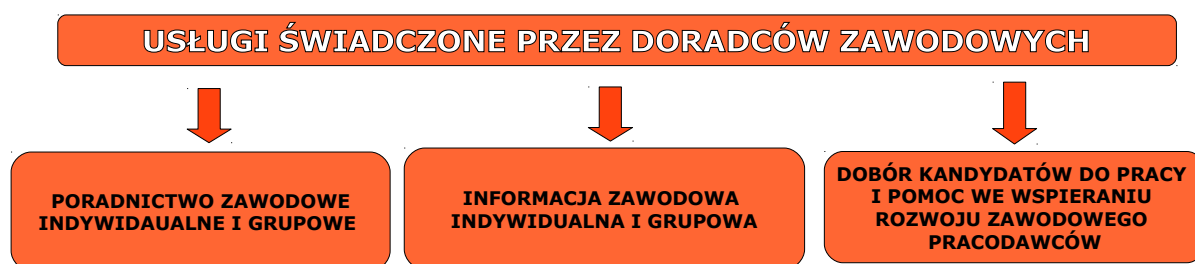 USŁUGI ŚWIADCZONE PRZEZ DORADCÓW ZAWODOWYCH
PORADNICTWO ZAWODOWE
INDYWIDAUALNE I GRUPOWE
INFORMACJA ZAWODOWA
INDYWIDUALNA I GRUPOWA
DOBÓR KANDYDATÓW DO PRACY
I POMOC WE WSPIERANIU
ROZWOJU ZAWODOWEGO
PRACODAWCÓW